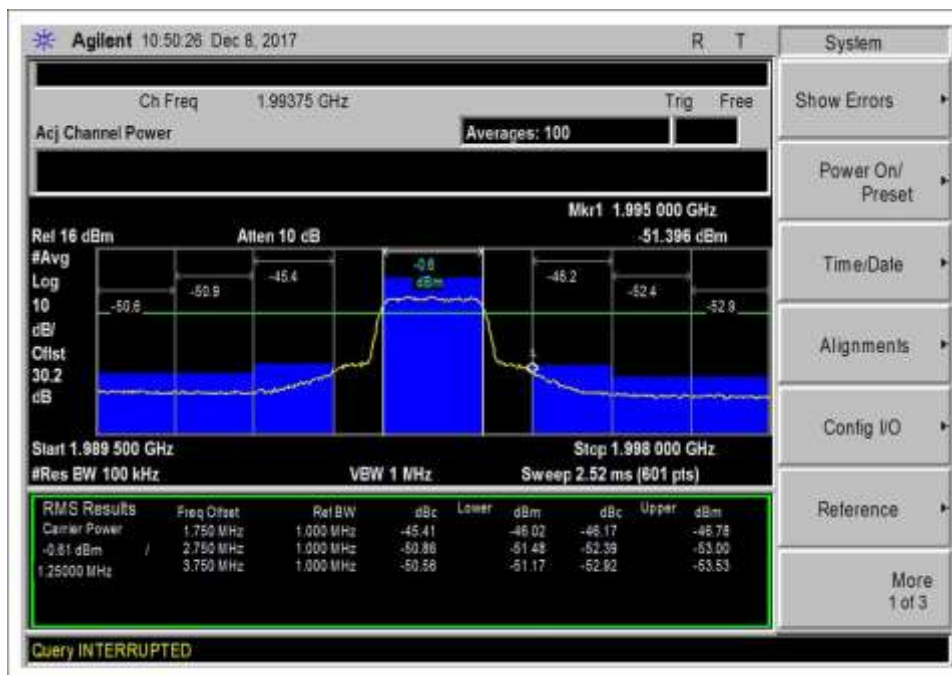 Agilent 10:50:26 Dec 8, 2017 R T
System
Ch Freq 1.99375 GHz Trig Free
Show Errors
Acj Channel Power
Averages: 100
Power On/
Preset
Mkr1 1.995 000 GHz
Rel 16 dBm Atten 10 dB -51.396 dBm
#Avg
Log
10
dB/
Offst
30.2
dB
-50.6 -50.9 -45.4 -0.6 dBm -46.2 -52.4 -52.9
1
Time/Date
Alignments
Config I/O
Start 1.989 500 GHz Stop 1.998 000 GHz
#Res BW 100 kHz VBW 1 MHz Sweep 2.52 ms (601 pts)
RMS Results Freq Offset Ref BW dBc Lower dBm dBc Upper dBm
Carrier Power 1.750 MHz 1.000 MHz -45.41 -46.02 -46.17 -46.78
-0.61 dBm / 2.750 MHz 1.000 MHz -50.86 -51.48 -52.39 -53.00
1.25000 MHz 3.750 MHz 1.000 MHz -50.56 -51.17 -52.92 -53.53
Reference
More
1 of 3
Query INTERRUPTED